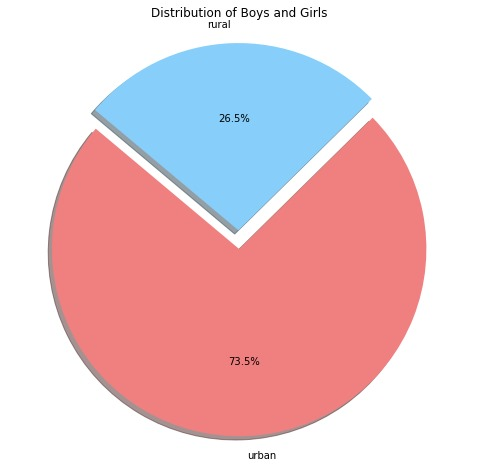 Distribution of Boys and Girls
rural
26.5%
73.5%
urban